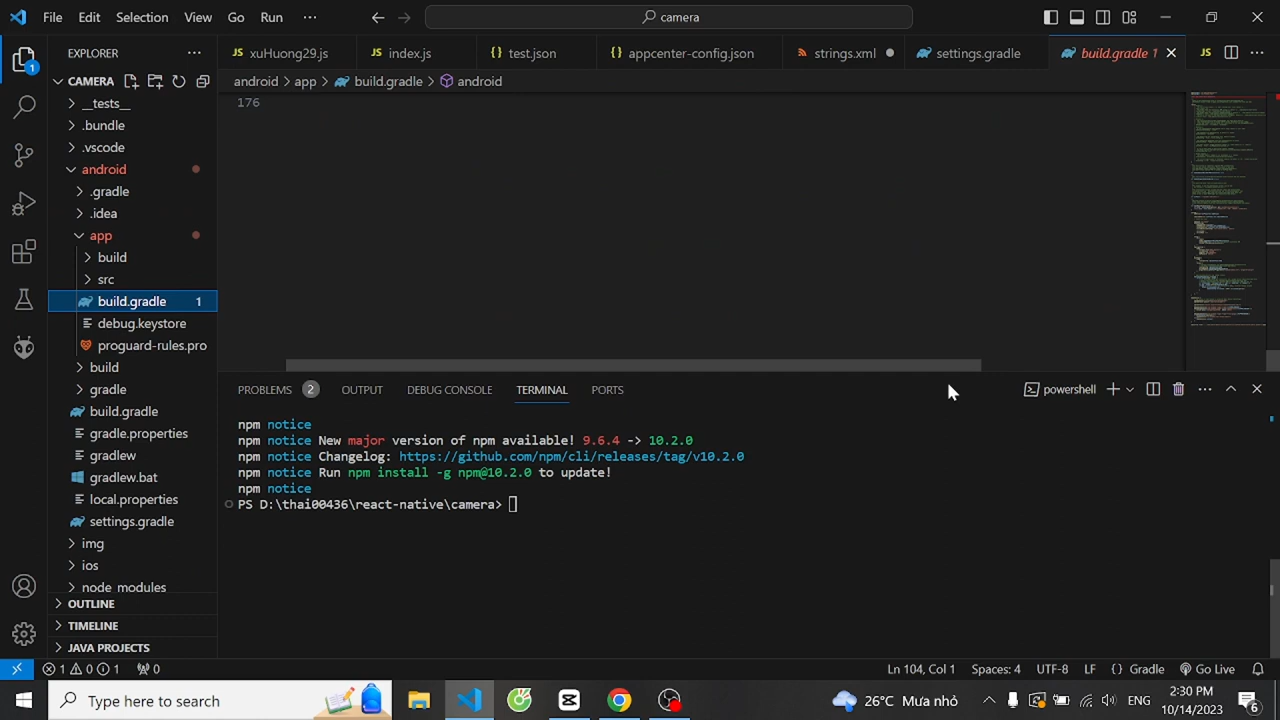 File Edit Selection View Go Run ··· camera
EXPLORER ···
xuHuong29.js index.js test.json appcenter-config.json strings.xml settings.gradle build.gradle 1 JS ···
CAMERA
android > app > build.gradle > android
__tests__
176
.bundle
.vscode
android
.gradle
.idea
app
build
src
build.gradle 1
debug.keystore
proguard-rules.pro
build
gradle
build.gradle
gradle.properties
gradlew
gradlew.bat
local.properties
settings.gradle
img
ios
node_modules
OUTLINE
TIMELINE
JAVA PROJECTS
PROBLEMS 2 OUTPUT DEBUG CONSOLE TERMINAL PORTS powershell ···
npm notice
npm notice New major version of npm available! 9.6.4 -> 10.2.0
npm notice Changelog: https://github.com/npm/cli/releases/tag/v10.2.0
npm notice Run npm install -g npm@10.2.0 to update!
npm notice
PS D:\thai00436\react-native\camera>
1 0 1 0 Ln 104, Col 1 Spaces: 4 UTF-8 LF {} Gradle Go Live
Type here to search 26°C Mưa nhỏ ENG 2:30 PM
10/14/2023 6